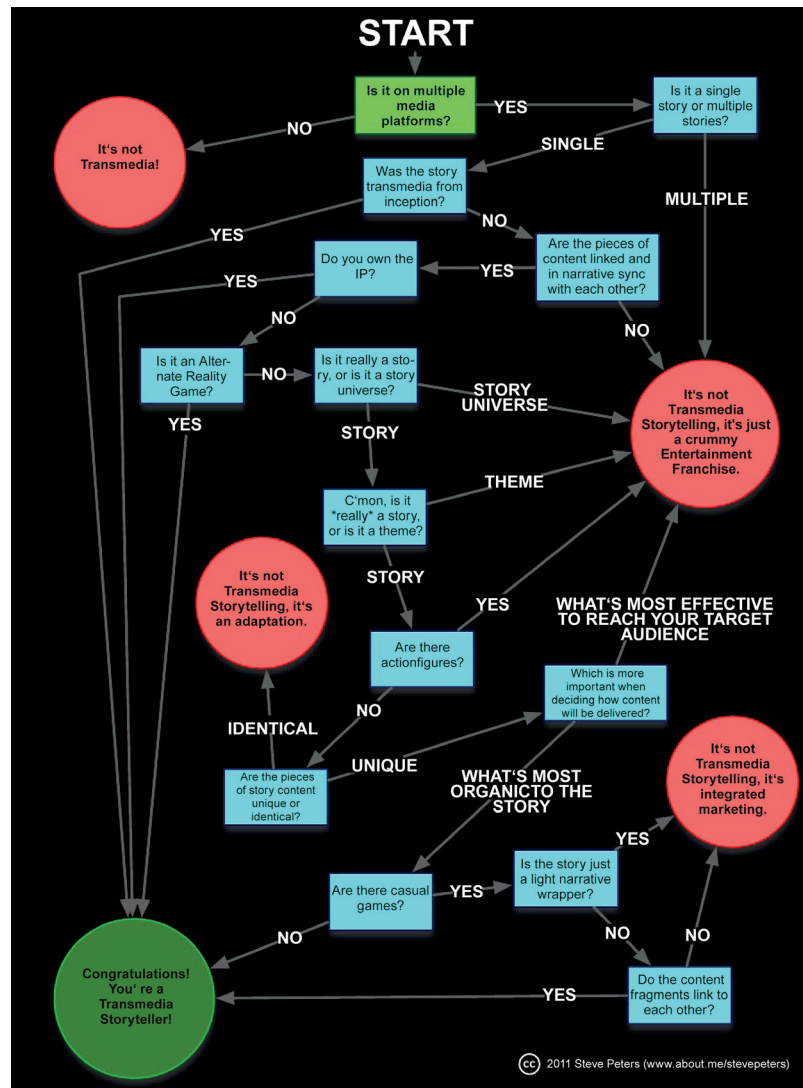 START
Is it on multiple
media
platforms?
YES
Is it a single
story or multiple
stories?
NO
It's not
Transmedia!
SINGLE
MULTIPLE
Was the story
transmedia from
inception?
YES
NO
Are the pieces of
content linked and
in narrative sync
with each other?
YES
Do you own the
IP?
YES
NO
NO
Is it an Alter-
nate Reality
Game?
NO
Is it really a sto-
ry, or is it a story
universe?
STORY
UNIVERSE
It‘s not
Transmedia
Storytelling, it's just
a crummy
Entertainment
Franchise.
YES
STORY
C‘mon, is it
*really* a story,
or is it a theme?
THEME
STORY
It‘s not
Transmedia
Storytelling, it‘s
an adaptation.
YES
WHAT‘S MOST EFFECTIVE
TO REACH YOUR TARGET
AUDIENCE
Are there
actionfigures?
Which is more
important when
deciding how content
will be delivered?
NO
IDENTICAL
UNIQUE
Are the pieces
of story content
unique or
identical?
WHAT‘S MOST
ORGANICTO THE
STORY
It‘s not
Transmedia
Storytelling, it‘s
integrated
marketing.
YES
Is the story just
a light narrative
wrapper?
Are there casual
games?
YES
NO
NO
NO
Congratulations!
You‘ re a
Transmedia
Storyteller!
YES
Do the content
fragments link to
each other?
cc 2011 Steve Peters (www.about.me/stevepeters)